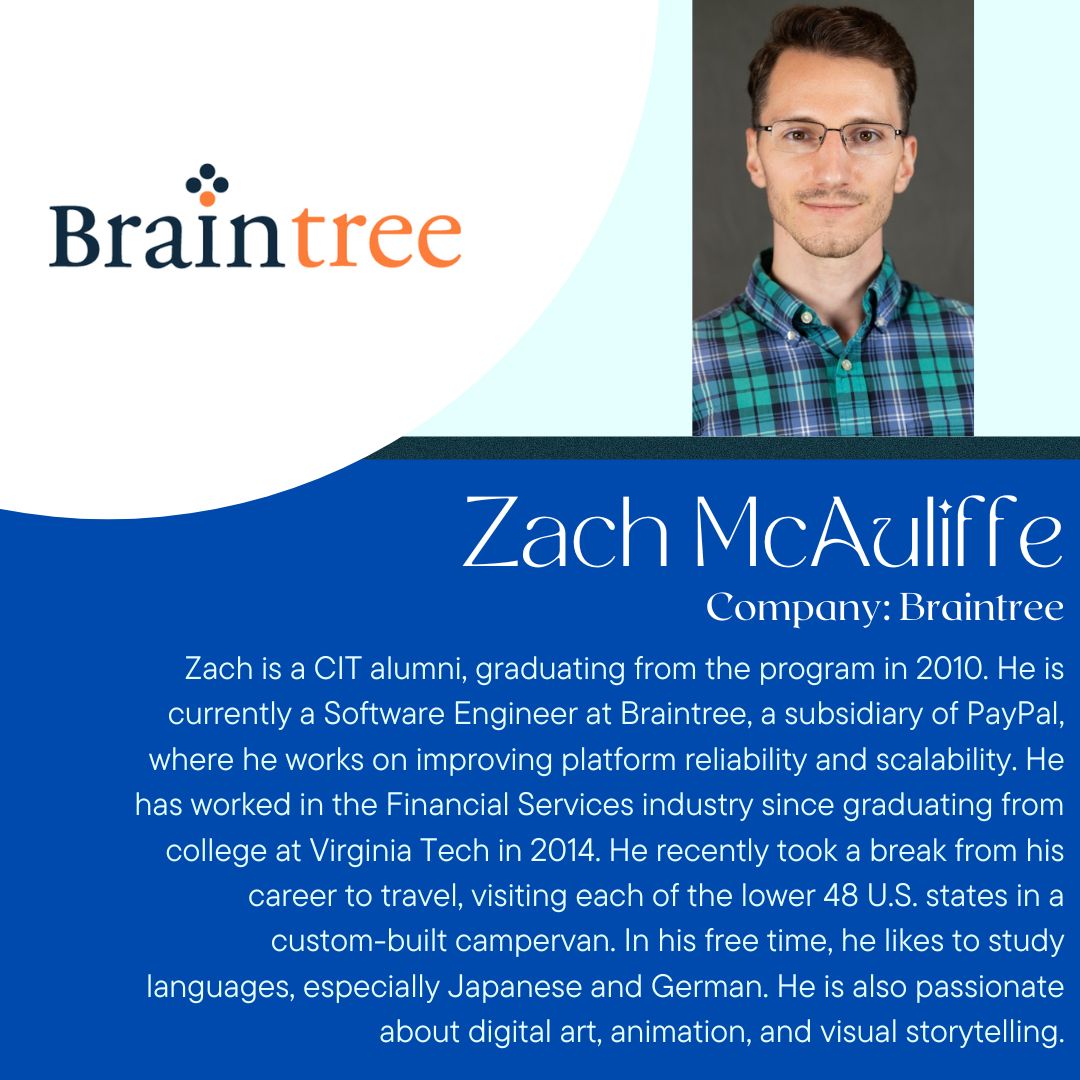 Braintree
Zach McAuliffe
Company: Braintree
Zach is a CIT alumni, graduating from the program in 2010. He is
currently a Software Engineer at Braintree, a subsidiary of PayPal,
where he works on improving platform reliability and scalability. He
has worked in the Financial Services industry since graduating from
college at Virginia Tech in 2014. He recently took a break from his
career to travel, visiting each of the lower 48 U.S. states in a
custom-built campervan. In his free time, he likes to study
languages, especially Japanese and German. He is also passionate
about digital art, animation, and visual storytelling.